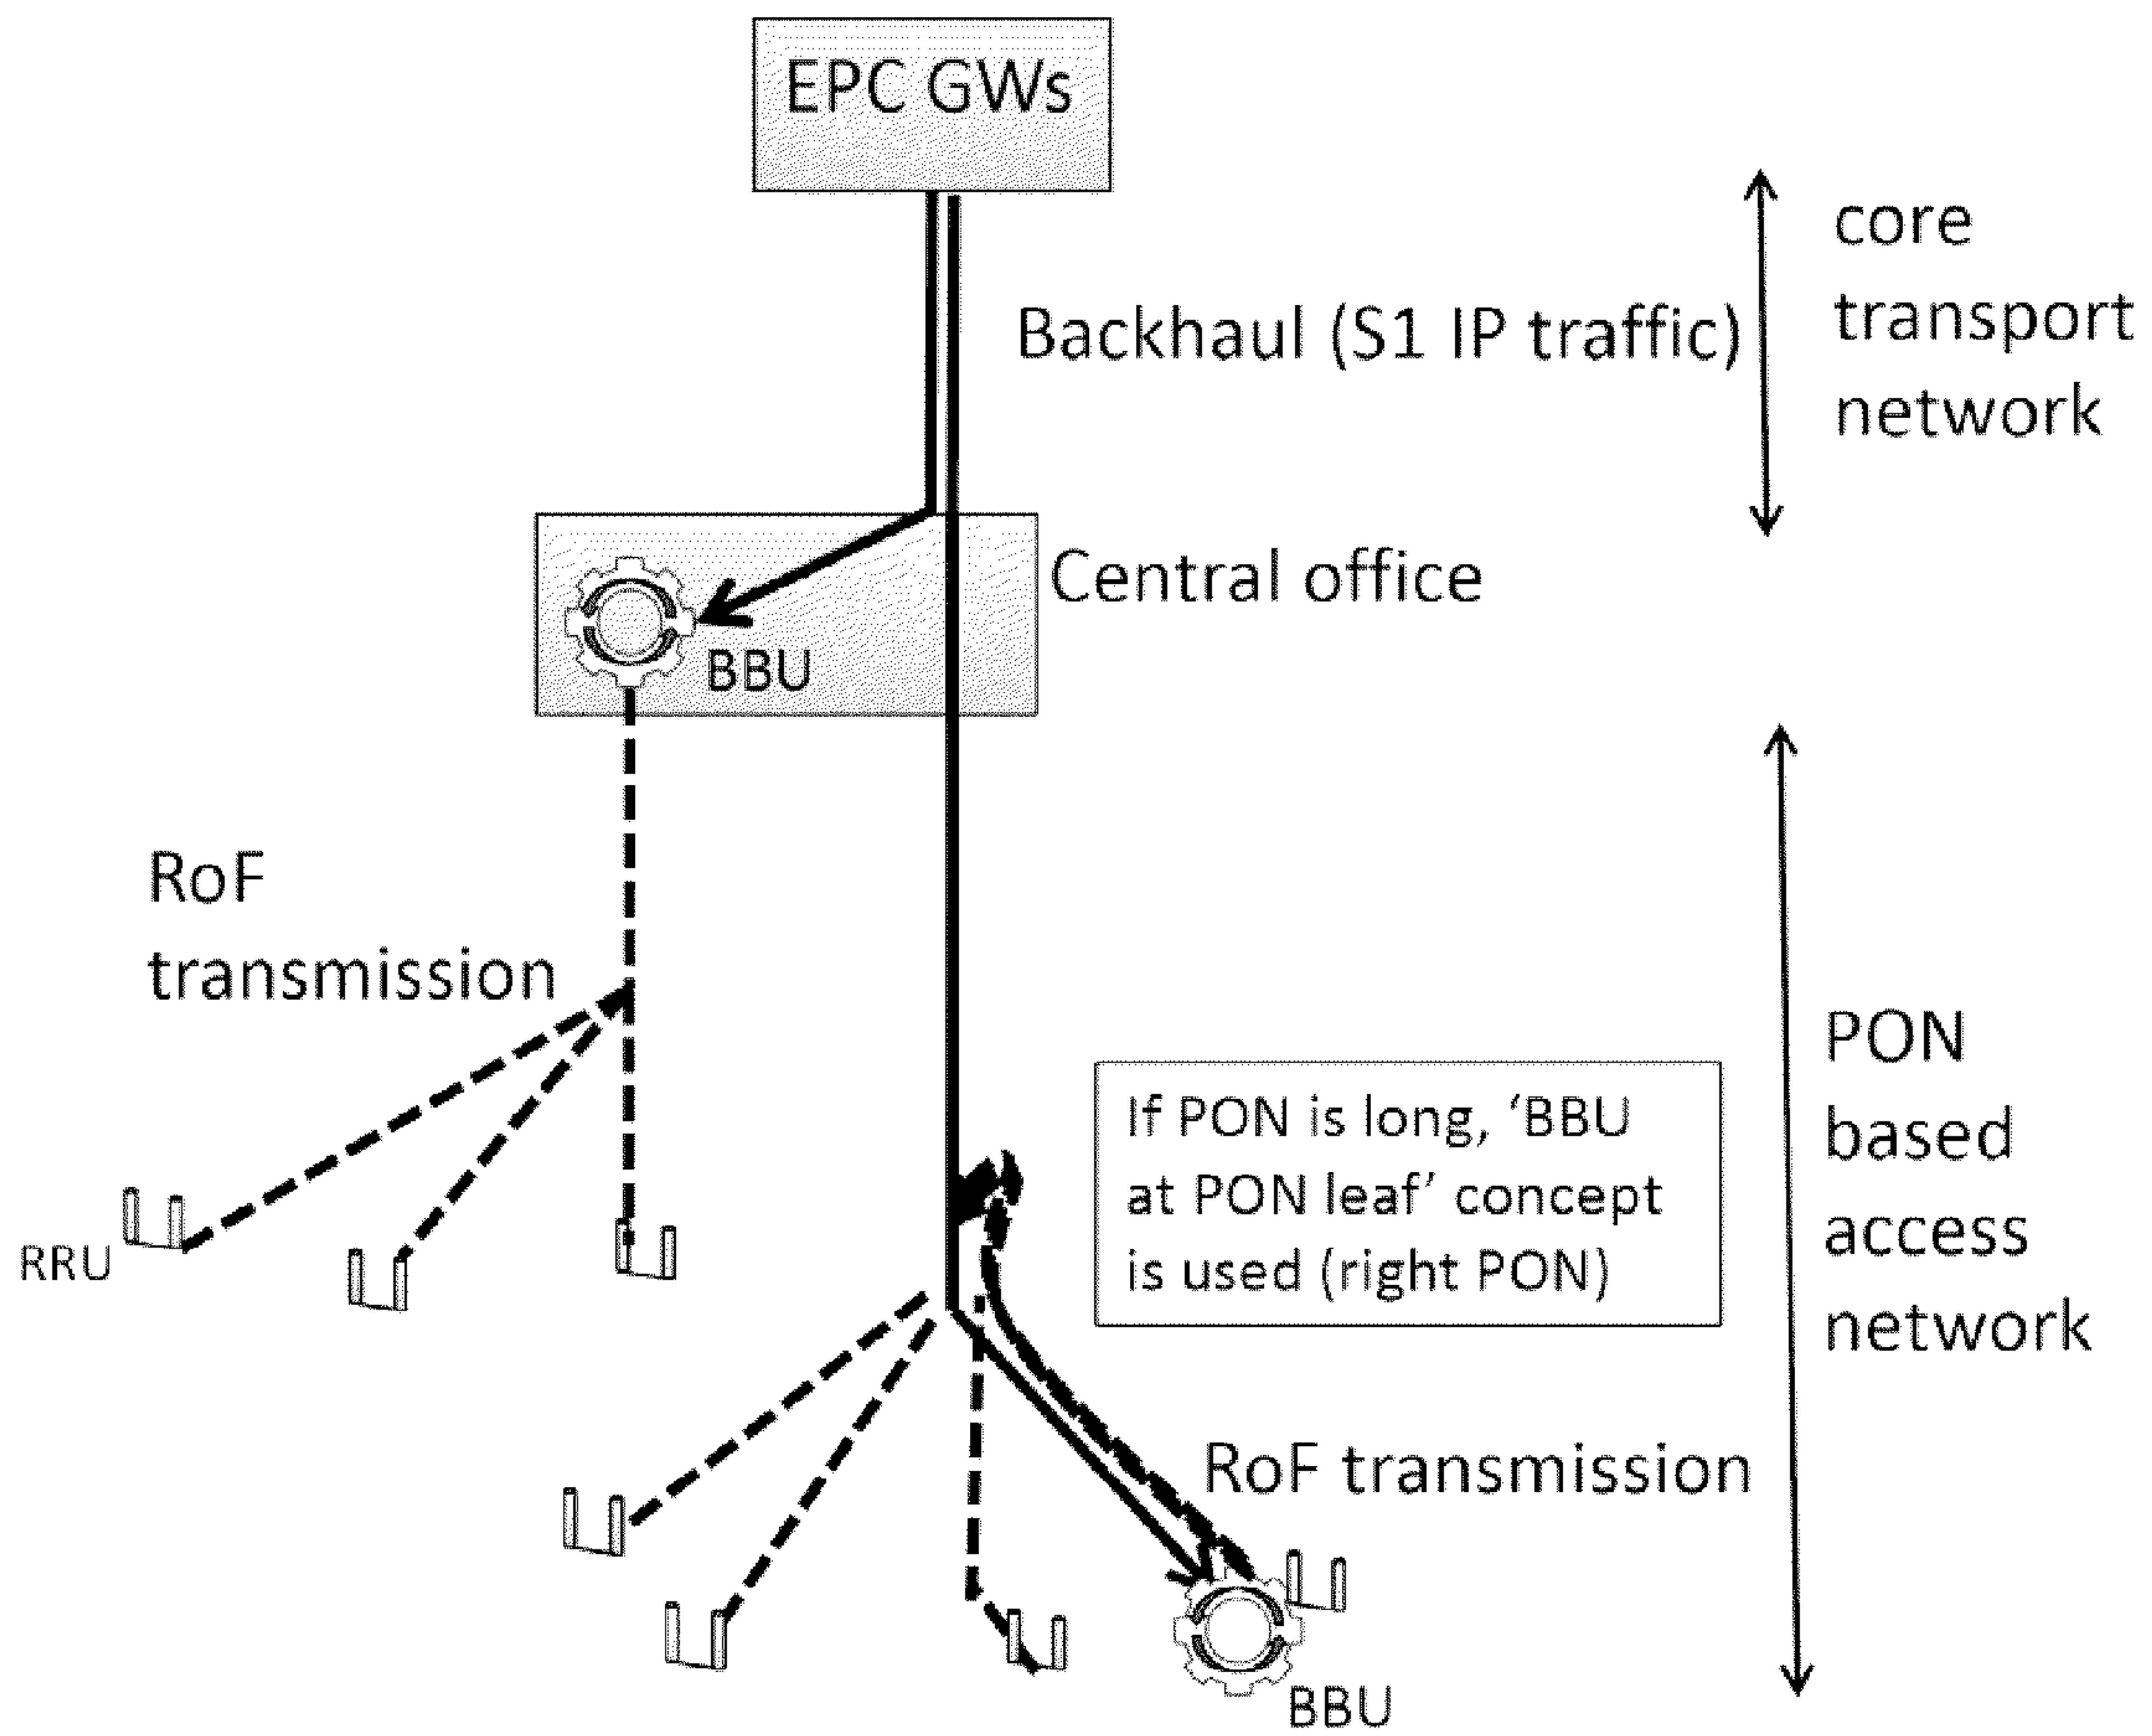 EPC GWs
core
transport
network
Backhaul (S1 IP traffic)
Central office
BBU
RoF
transmission
RRU
If PON is long, ‘BBU
at PON leaf’ concept
is used (right PON)
PON
based
access
network
RoF transmission
BBU